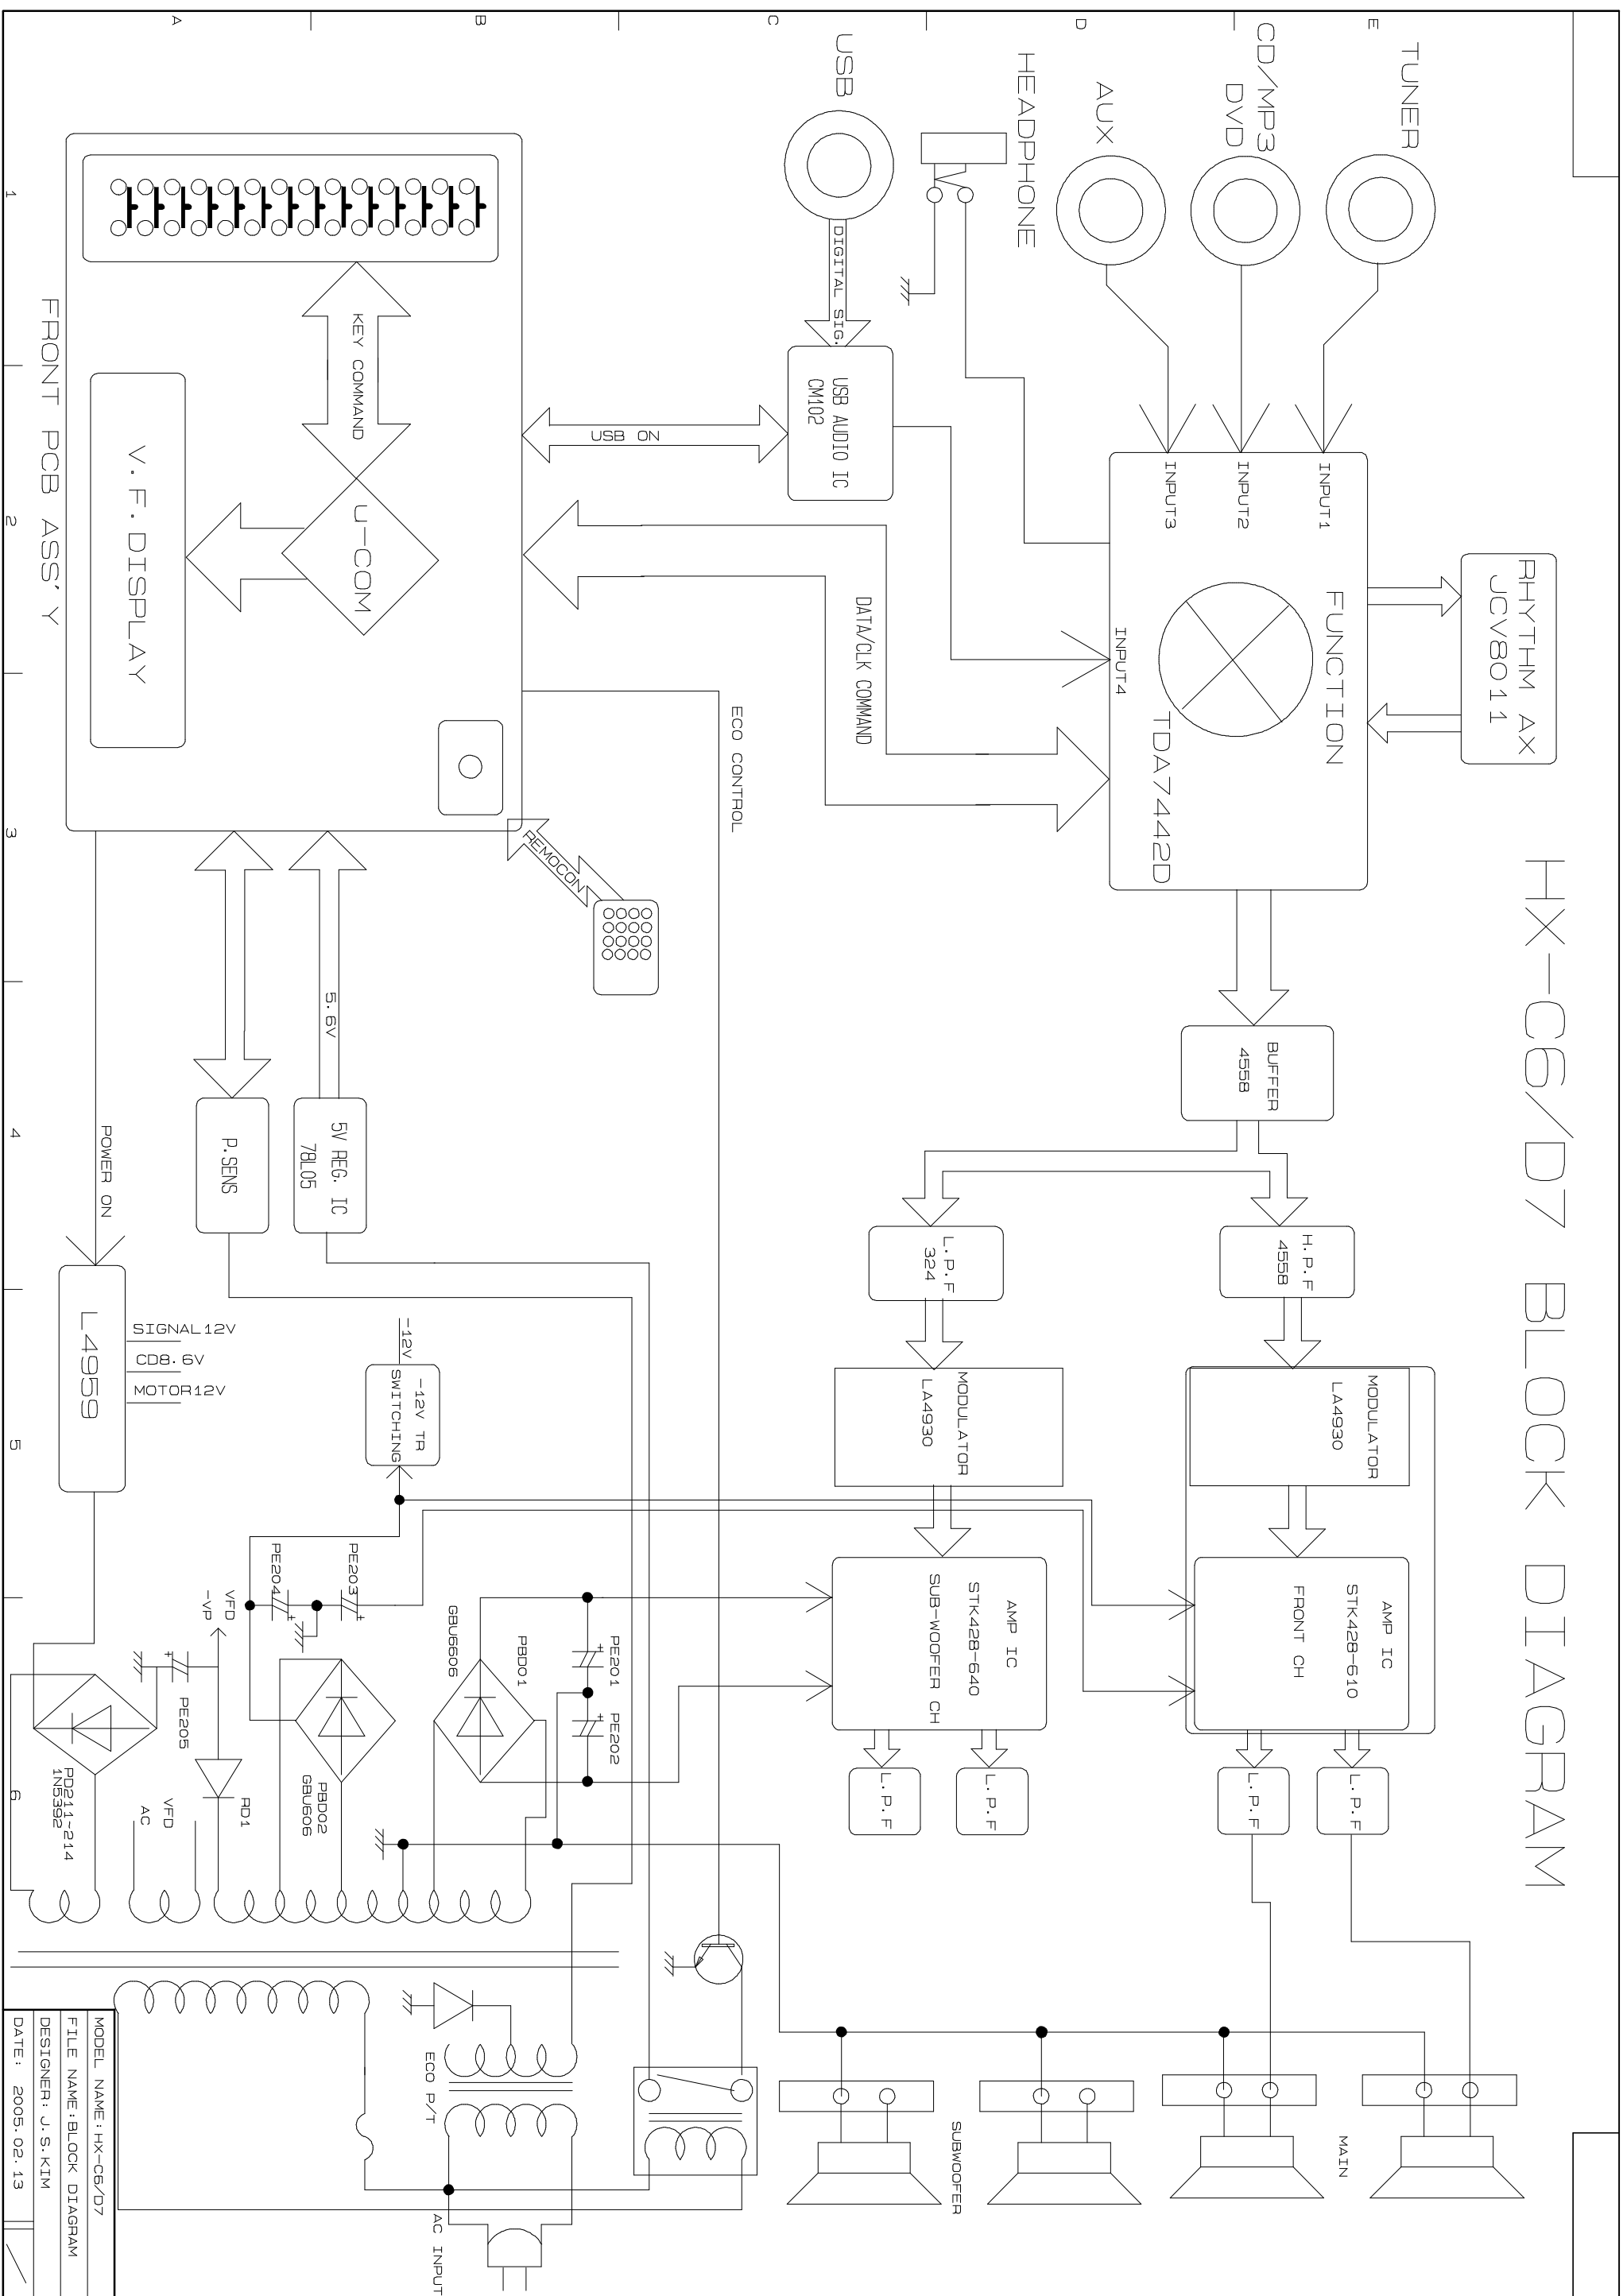 HX-C6/D7 BLOCK DIAGRAM
E
D
C
B
A
1
2
3
4
5
6
TUNER
CD/MP3
DVD
AUX
HEADPHONE
USB
DIGITAL SIG.
USB AUDIO IC
CM102
USB ON
INPUT1
INPUT2
INPUT3
INPUT4
FUNCTION
TDA7442D
RHYTHM AX
JCV8011
DATA/CLK COMMAND
ECO CONTROL
KEY COMMAND
u-COM
V.F.DISPLAY
FRONT PCB ASS'Y
REMOCON
5.6V
5V REG. IC
78L05
P.SENS
POWER ON
L4959
SIGNAL12V
CD8.6V
MOTOR12V
BUFFER
4558
H.P.F
4558
L.P.F
324
MODULATOR
LA4930
MODULATOR
LA4930
AMP IC
STK428-610
FRONT CH
AMP IC
STK428-640
SUB-WOOFER CH
L.P.F
L.P.F
L.P.F
L.P.F
-12V
-12V TR
SWITCHING
PE201
PE202
PBD01
GBU6606
PE203
PE204
PBD02
GBU606
VFD
-VP
PE205
RD1
VFD
AC
PD211~214
1N5392
MAIN
SUBWOOFER
ECO P/T
AC INPUT
MODEL NAME:HX-C6/D7
FILE NAME:BLOCK DIAGRAM
DESIGNER: J.S.KIM
DATE: 2005.02.13